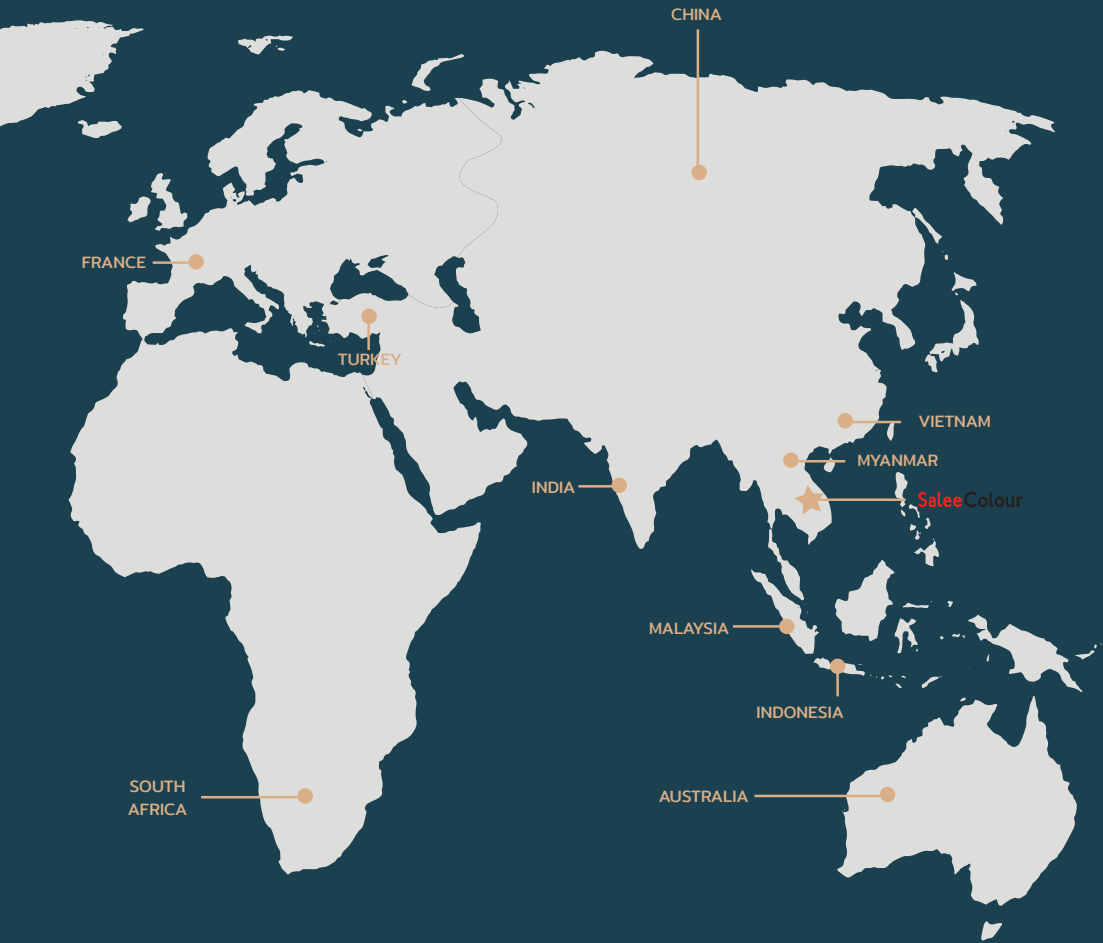 CHINA
FRANCE
TURKEY
VIETNAM
MYANMAR
INDIA
SaleeColour
MALAYSIA
INDONESIA
SOUTH
AFRICA
AUSTRALIA